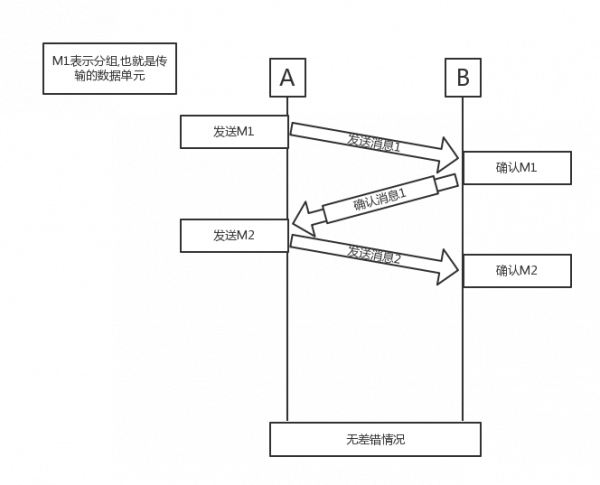 M1表示分组,也就是传
输的数据单元
A
B
发送M1
发送消息1
确认M1
确认消息1
发送M2
发送消息2
确认M2
无差错情况